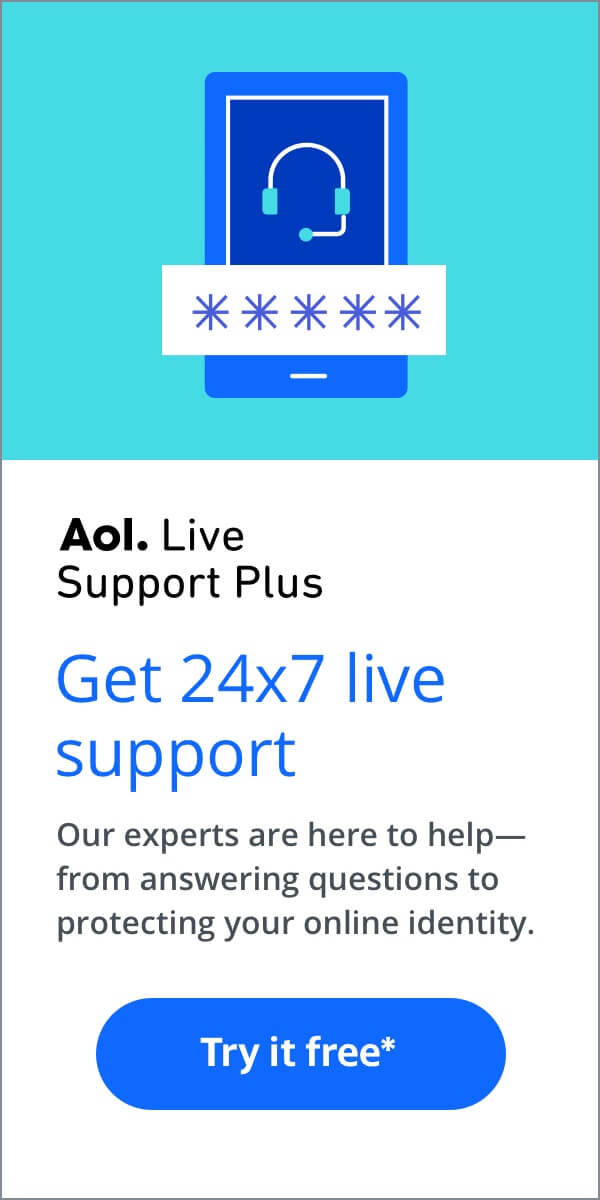 *****
Aol. Live
Support Plus
Get 24x7 live
support
Our experts are here to help—
from answering questions to
protecting your online identity.
Try it free*